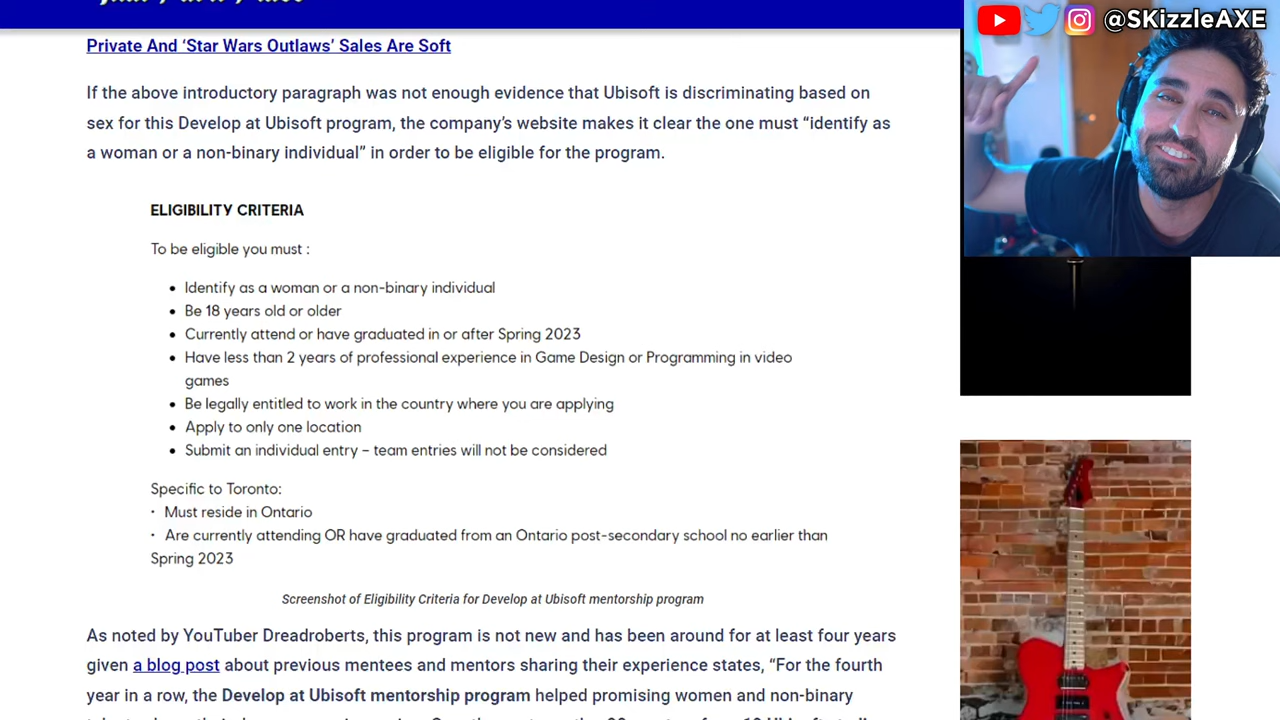 @SKizzleAXE
Private And ‘Star Wars Outlaws’ Sales Are Soft
If the above introductory paragraph was not enough evidence that Ubisoft is discriminating based on
sex for this Develop at Ubisoft program, the company’s website makes it clear the one must “identify as
a woman or a non-binary individual” in order to be eligible for the program.
ELIGIBILITY CRITERIA
To be eligible you must :
• Identify as a woman or a non-binary individual
• Be 18 years old or older
• Currently attend or have graduated in or after Spring 2023
• Have less than 2 years of professional experience in Game Design or Programming in video
games
• Be legally entitled to work in the country where you are applying
• Apply to only one location
• Submit an individual entry – team entries will not be considered
Specific to Toronto:
· Must reside in Ontario
· Are currently attending OR have graduated from an Ontario post-secondary school no earlier than
Spring 2023
Screenshot of Eligibility Criteria for Develop at Ubisoft mentorship program
As noted by YouTuber Dreadroberts, this program is not new and has been around for at least four years
given a blog post about previous mentees and mentors sharing their experience states, “For the fourth
year in a row, the Develop at Ubisoft mentorship program helped promising women and non-binary